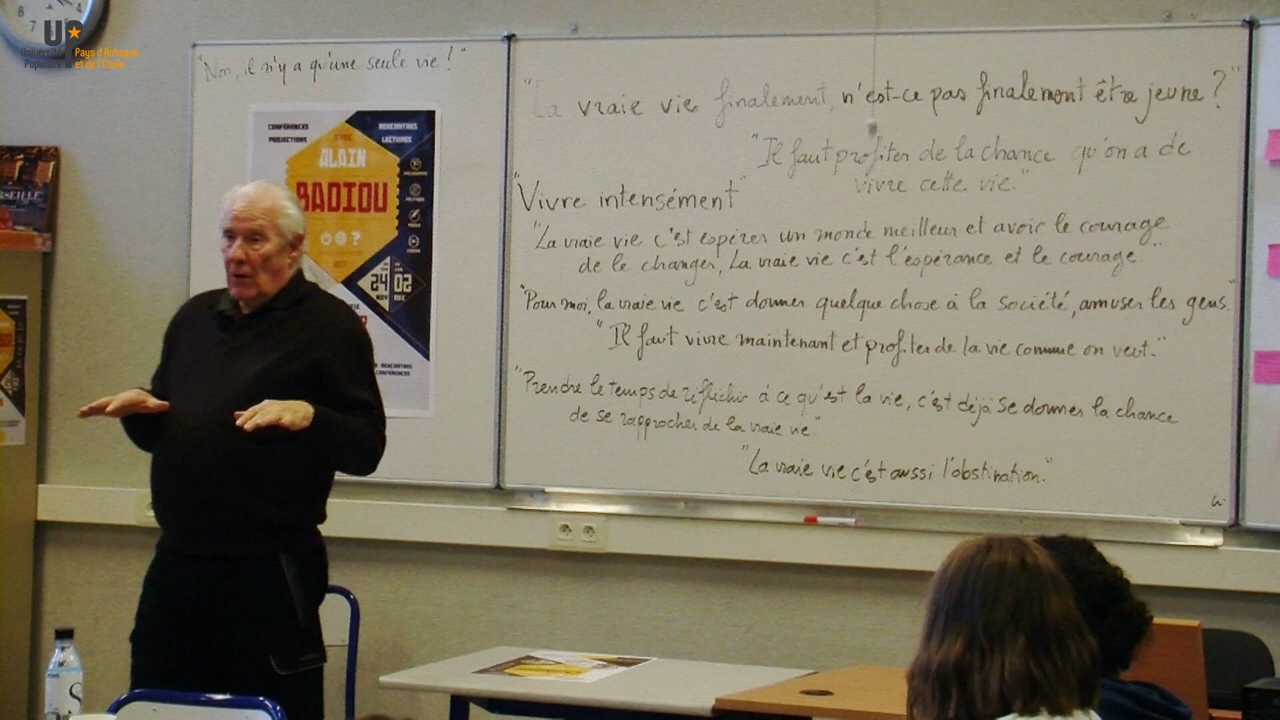 UP
Université Populaire
Pays d'Aubagne et de l'Etoile
"Non, il n'y a qu'une seule vie !"
CONFÉRENCES
PROJECTIONS
RENCONTRES
LECTURES
AVEC
ALAIN
BADIOU
24 02
NOV DEC
"La vraie vie finalement, n'est-ce pas finalement être jeune ?"
"Il faut profiter de la chance qu'on a de
vivre cette vie."
"Vivre intensément"
"La vraie vie c'est espérer un monde meilleur et avoir le courage
de le changer, La vraie vie c'est l'espérance et le courage."
"Pour moi, la vraie vie c'est donner quelque chose à la société, amuser les gens."
"Il faut vivre maintenant et profiter de la vie comme on veut."
"Prendre le temps de réfléchir à ce qu'est la vie, c'est déjà se donner la chance
de se rapprocher de la vraie vie"
"La vraie vie c'est aussi l'obstination."